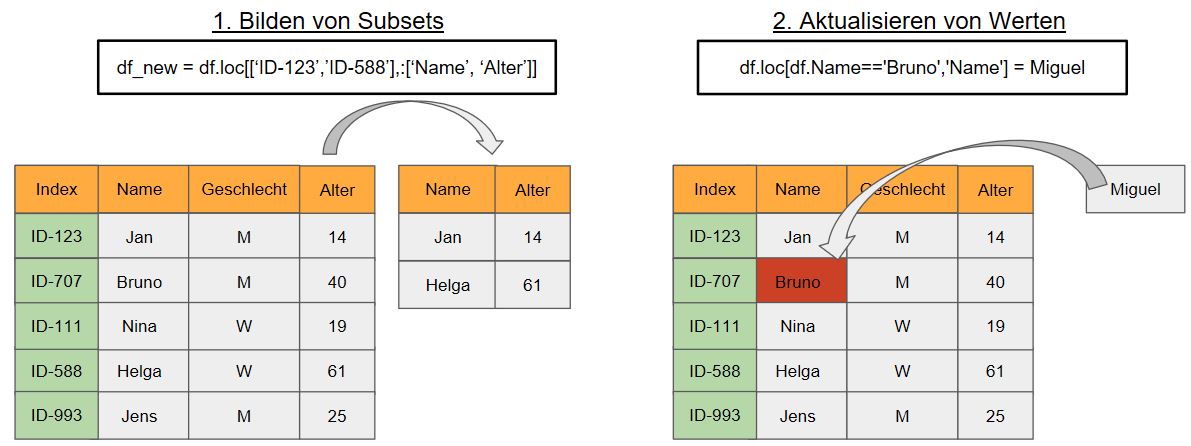 1. Bilden von Subsets
df_new = df.loc[[‘ID-123’,’ID-588’],:[‘Name’, ‘Alter’]]
Index Name Geschlecht Alter
ID-123 Jan M 14
ID-707 Bruno M 40
ID-111 Nina W 19
ID-588 Helga W 61
ID-993 Jens M 25
Name Alter
Jan 14
Helga 61
2. Aktualisieren von Werten
df.loc[df.Name=='Bruno','Name'] = Miguel
Index Name Geschlecht Alter
ID-123 Jan M 14
ID-707 Bruno M 40
ID-111 Nina W 19
ID-588 Helga W 61
ID-993 Jens M 25
Miguel